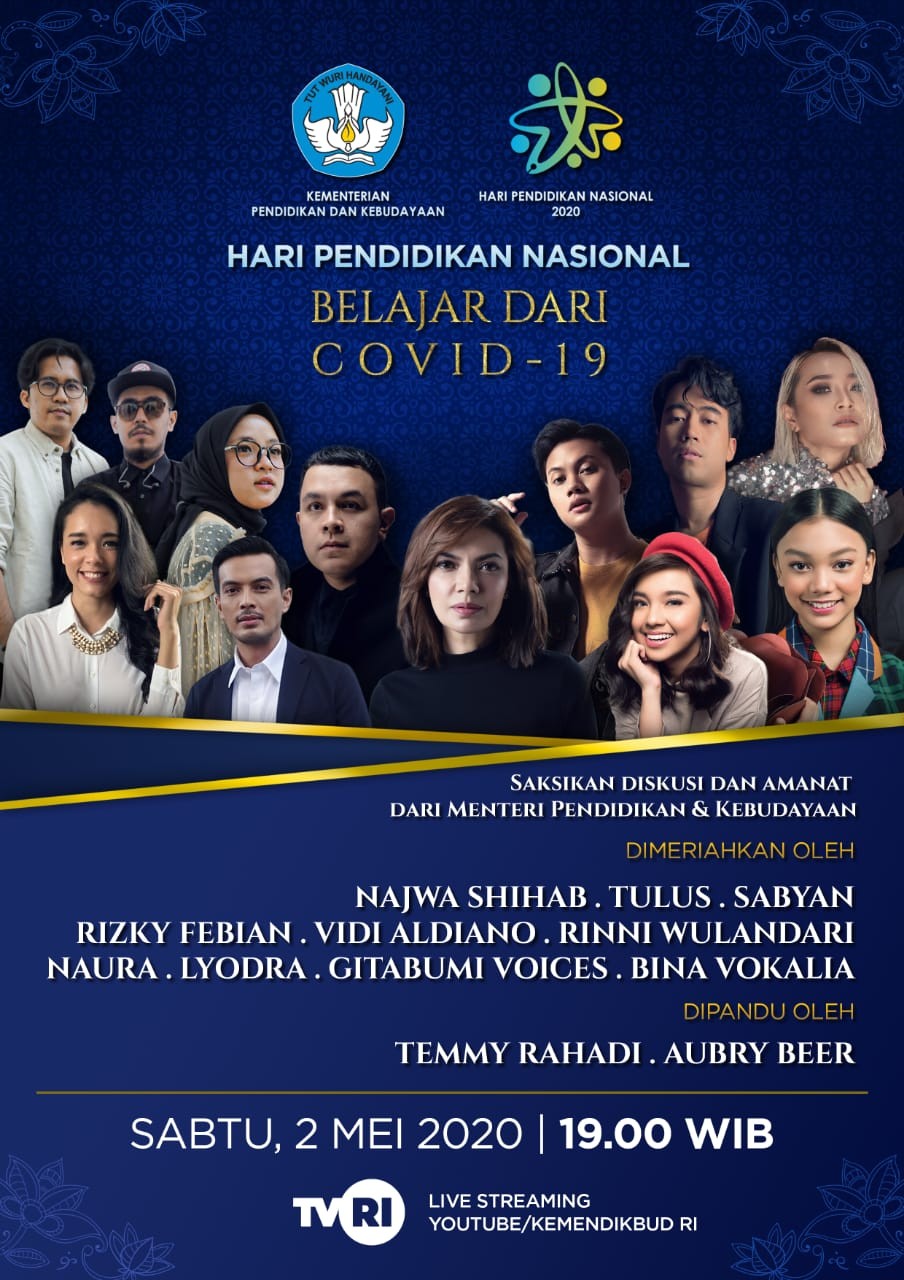 TUT WURI HANDAYANI
KEMENTERIAN
PENDIDIKAN DAN KEBUDAYAAN
HARI PENDIDIKAN NASIONAL
2020
HARI PENDIDIKAN NASIONAL
BELAJAR DARI
COVID-19
SAKSIKAN DISKUSI DAN AMANAT
DARI MENTERI PENDIDIKAN & KEBUDAYAAN
DIMERIAHKAN OLEH
NAJWA SHIHAB . TULUS . SABYAN
RIZKY FEBIAN . VIDI ALDIANO . RINNI WULANDARI
NAURA . LYODRA . GITABUMI VOICES . BINA VOKALIA
DIPANDU OLEH
TEMMY RAHADI . AUBRY BEER
SABTU, 2 MEI 2020 | 19.00 WIB
TVRI
LIVE STREAMING
YOUTUBE/KEMENDIKBUD RI